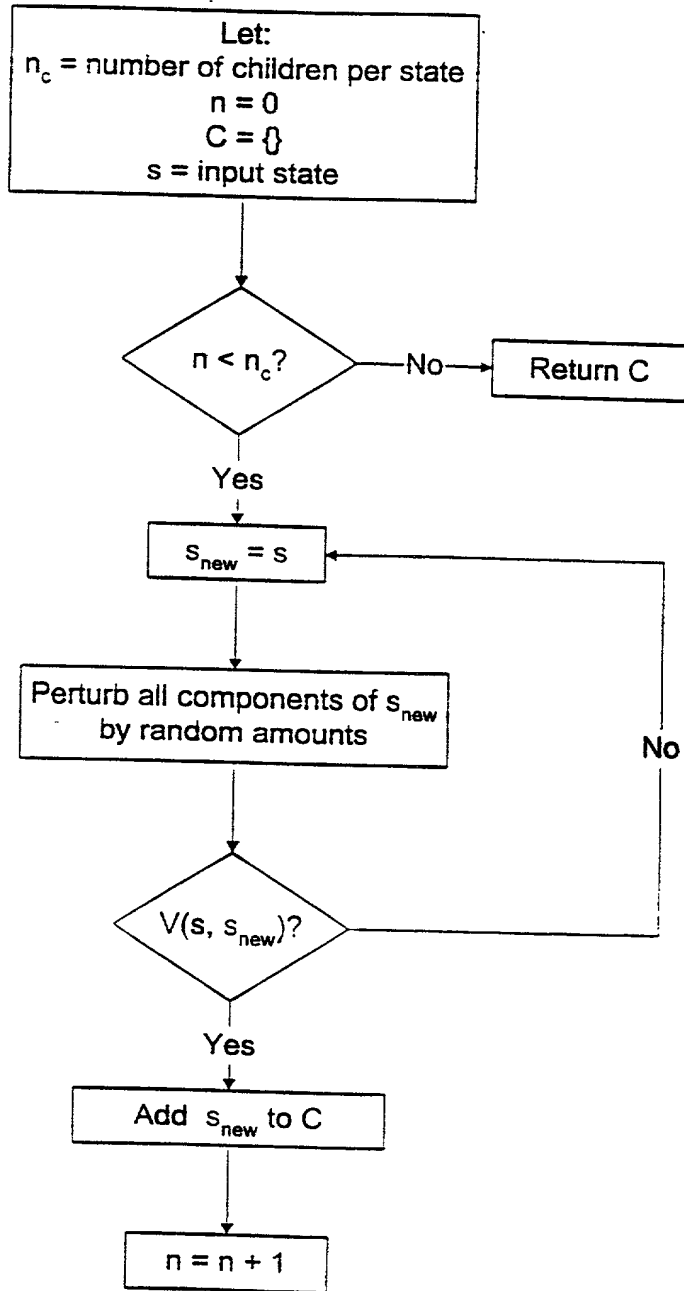 Let:
n_c = number of children per state
n = 0
C = {}
s = input state
n < n_c?
No
Return C
Yes
s_new = s
Perturb all components of s_new
by random amounts
No
V(s, s_new)?
Yes
Add s_new to C
n = n + 1